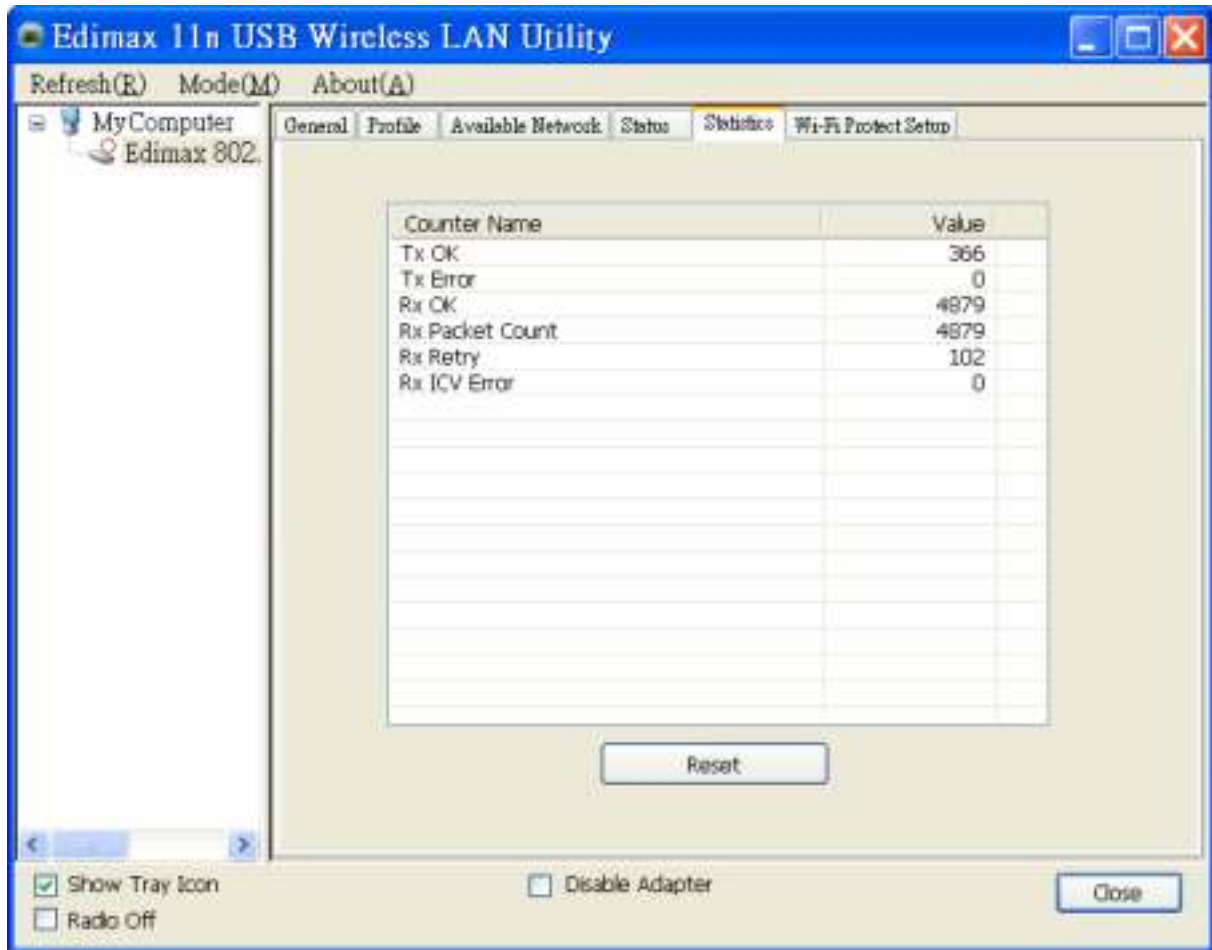 Edimax 11n USB Wireless LAN Utility
Refresh(R) Mode(M) About(A)
MyComputer
Edimax 802.
General Profile Available Network Status Statistics Wi-Fi Protect Setup
Counter Name Value
Tx OK 366
Tx Error 0
Rx OK 4879
Rx Packet Count 4879
Rx Retry 102
Rx ICV Error 0
Reset
Show Tray Icon
Disable Adapter
Radio Off
Close